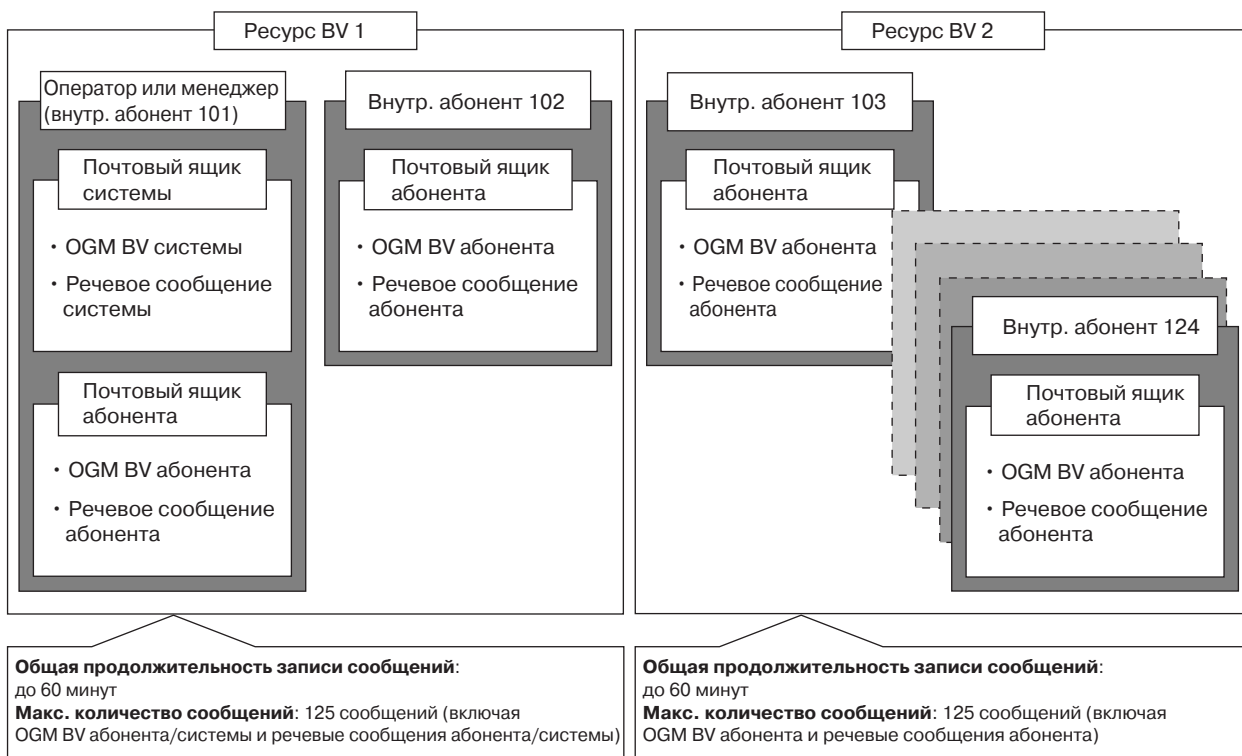 Ресурс BV 1
Оператор или менеджер
(внутр. абонент 101)
Почтовый ящик
системы
• OGM BV системы
• Речевое сообщение
системы
Почтовый ящик
абонента
• OGM BV абонента
• Речевое сообщение
абонента
Внутр. абонент 102
Почтовый ящик
абонента
• OGM BV абонента
• Речевое сообщение
абонента
Общая продолжительность записи сообщений:
до 60 минут
Макс. количество сообщений: 125 сообщений (включая
OGM BV абонента/системы и речевые сообщения абонента/системы)
Ресурс BV 2
Внутр. абонент 103
Почтовый ящик
абонента
• OGM BV абонента
• Речевое сообщение
абонента
Внутр. абонент 124
Почтовый ящик
абонента
• OGM BV абонента
• Речевое сообщение
абонента
Общая продолжительность записи сообщений:
до 60 минут
Макс. количество сообщений: 125 сообщений (включая
OGM BV абонента и речевые сообщения абонента)